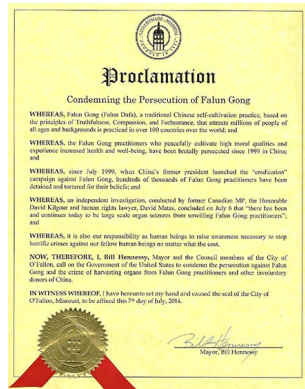 Proclamation
Condemning the Persecution of Falun Gong
WHEREAS, Falun Gong (Falun Dafa), a traditional Chinese self-cultivation practice, based on
the principles of Truthfulness, Compassion, and Forbearance, that attracts millions of people of
all ages and backgrounds is practiced in over 100 countries over the world; and
WHEREAS, the Falun Gong practitioners who peacefully cultivate high moral qualities and
experience increased health and well-being, have been brutally persecuted since 1999 in China;
and
WHEREAS, since July 1999, when China's former president launched the "eradication"
campaign against Falun Gong, hundreds of thousands of Falun Gong practitioners have been
detained and tortured for their beliefs; and
WHEREAS, an independent investigation, conducted by former Canadian MP, the Honorable
David Kilgour and human rights lawyer, David Matas, concluded on July 6 that "there has been
and continues today to be large scale organ seizures from unwilling Falun Gong practitioners";
and
WHEREAS, it is also our responsibility as human beings to raise awareness necessary to stop
horrific crimes against our fellow human beings no matter what the cost.
NOW, THEREFORE, I, Bill Hennessy, Mayor and the Council members of the City of
O'Fallon, call on the Government of the United States to condemn the persecution against Falun
Gong and the crime of harvesting organs from Falun Gong practitioners and other involuntary
donors of China.
IN WITNESS WHEREOF, I have hereunto set my hand and caused the seal of the City of
O'Fallon, Missouri, to be affixed this 7th day of July, 2014.
Bill Hennessy
Mayor, Bill Hennessy